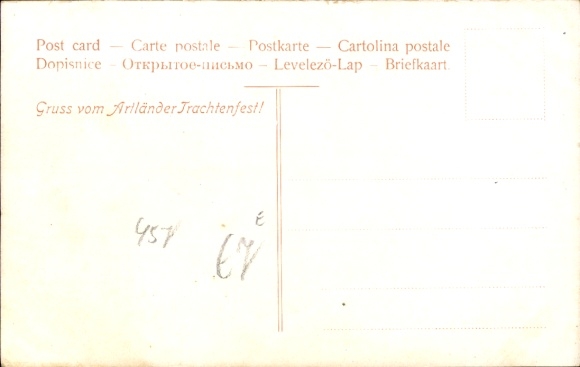 Post card – Carte postale – Postkarte – Cartolina postale
Dopisnice – Открытое-письмо – Levelező-Lap – Briefkaart.
Gruss vom Artländer Trachtenfest!
E